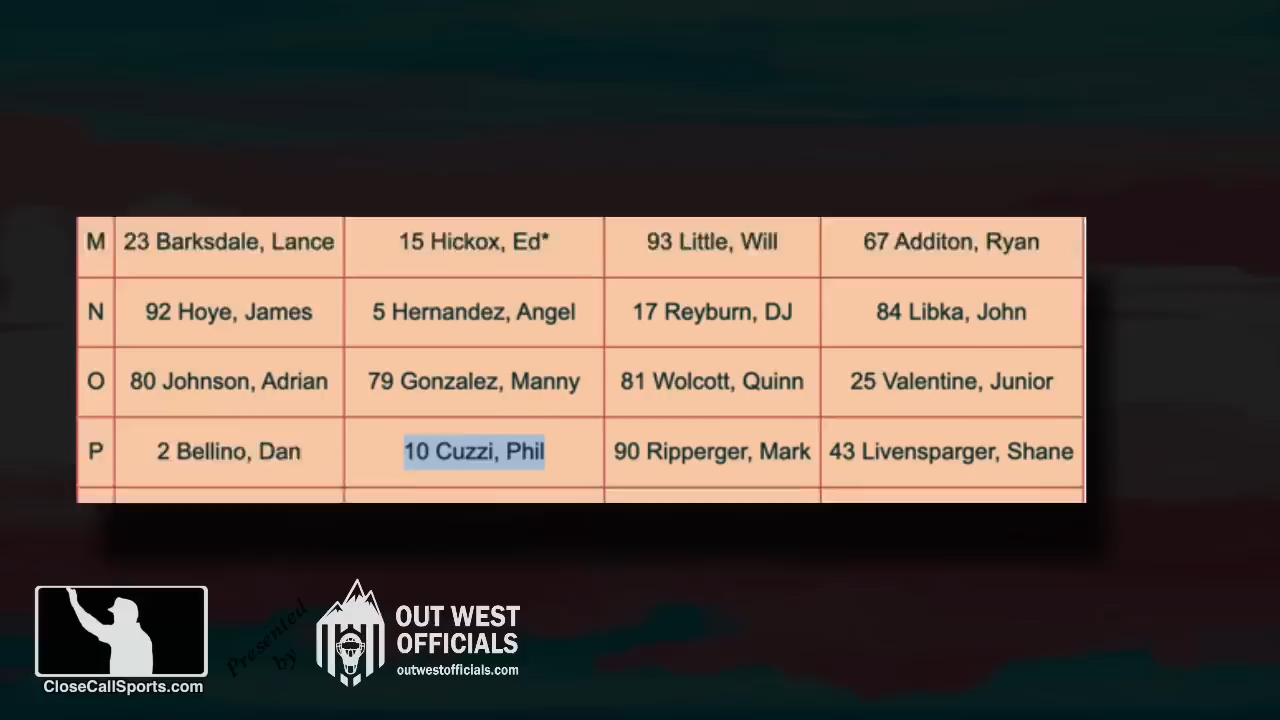 M 23 Barksdale, Lance 15 Hickox, Ed* 93 Little, Will 67 Additon, Ryan
N 92 Hoye, James 5 Hernandez, Angel 17 Reyburn, DJ 84 Libka, John
O 80 Johnson, Adrian 79 Gonzalez, Manny 81 Wolcott, Quinn 25 Valentine, Junior
P 2 Bellino, Dan 10 Cuzzi, Phil 90 Ripperger, Mark 43 Livensparger, Shane
CloseCallSports.com
Presented
by
OUT WEST
OFFICIALS
outwestofficials.com